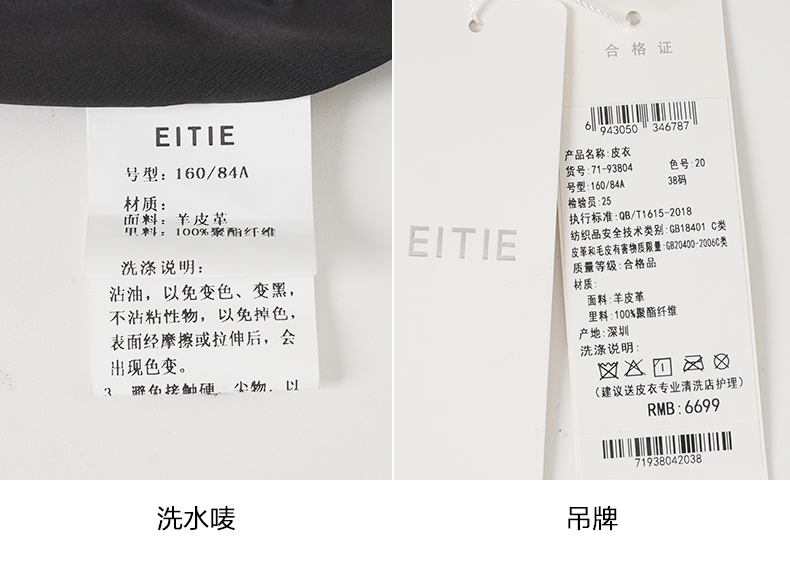 EITIE
号型：160/84A
材质：
面料：羊皮革
里料：100%聚酯纤维
洗涤说明：
沾油，以免变色、变黑，
不沾粘性物，以免掉色，
表面经摩擦或拉伸后，会
出现色变。
3、避免接触硬、尖物，以
EITIE
合格证
6 943050 346787
产品名称:皮衣
货号:71-93804 色号:20
号型:160/84A 38码
检验员:25
执行标准:QB/T1615-2018
纺织品安全技术类别:GB18401 C类
皮革和毛皮有害物质限量:GB20400-2006C类
质量等级:合格品
材质:
面料:羊皮革
里料:100%聚酯纤维
产地:深圳
洗涤说明:
（建议送皮衣专业清洗店护理）
RMB:6699
71938042038
洗水唛
吊牌